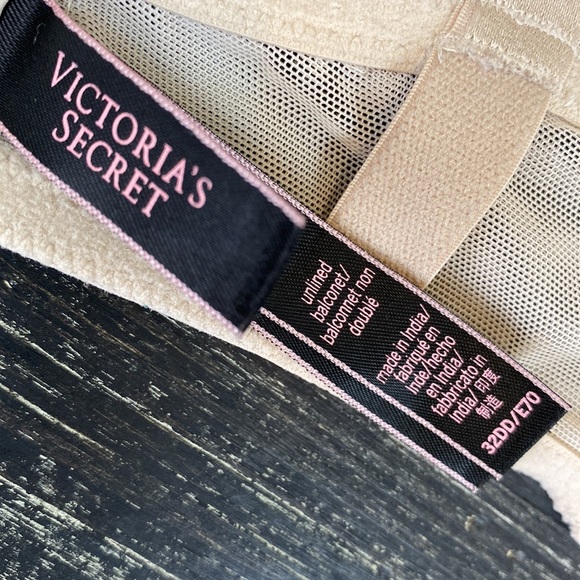 VICTORIA'S
SECRET
unlined
balconet/
balconnet non
doublé
made in India/
fabriqué en
Inde/hecho
en India/
fabbricato in
India/ 印度
制造
32DD/E70